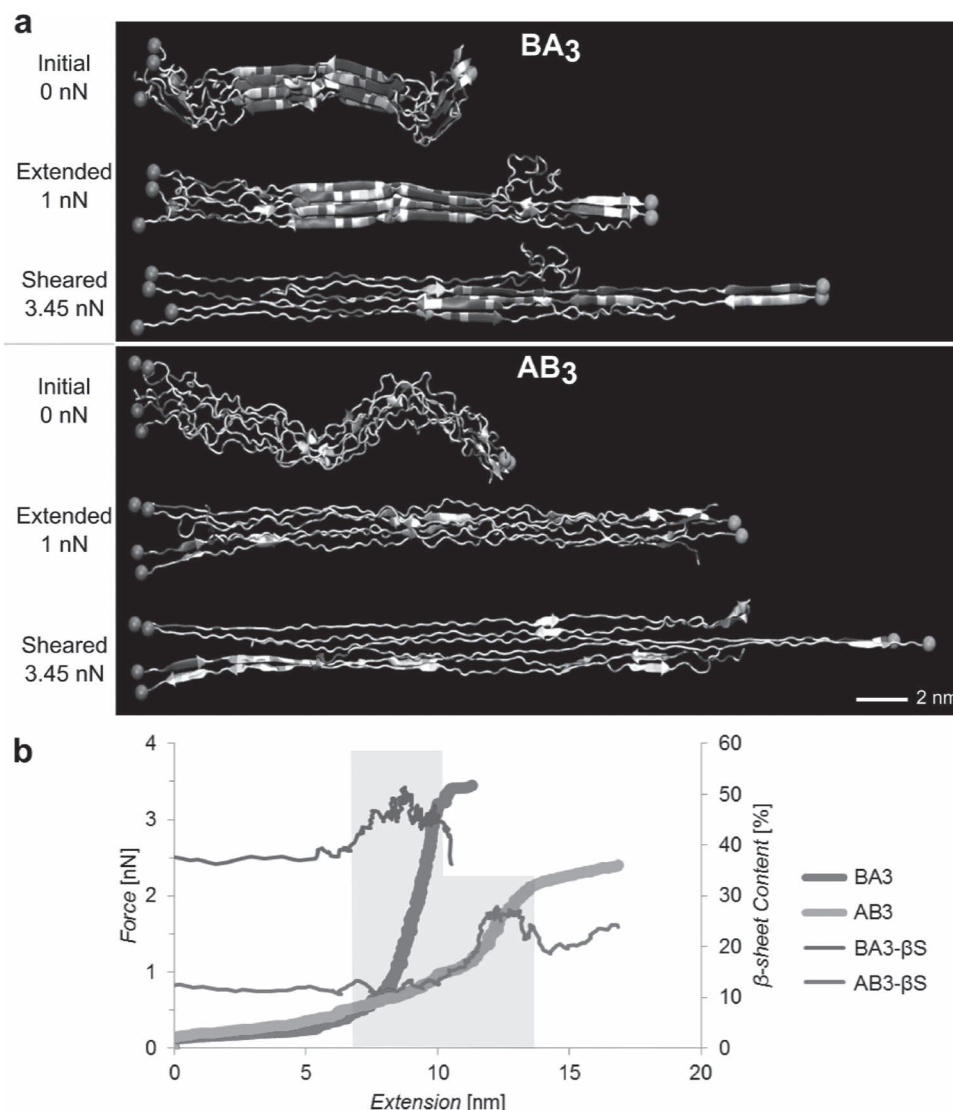 a
BA3
Initial
0 nN
Extended
1 nN
Sheared
3.45 nN
AB3
Initial
0 nN
Extended
1 nN
Sheared
3.45 nN
2 nm
b
4
3
2
1
0
Force [nN]
0
5
10
15
20
Extension [nm]
60
50
40
30
20
10
0
β-sheet Content [%]
BA3
AB3
BA3-βS
AB3-βS